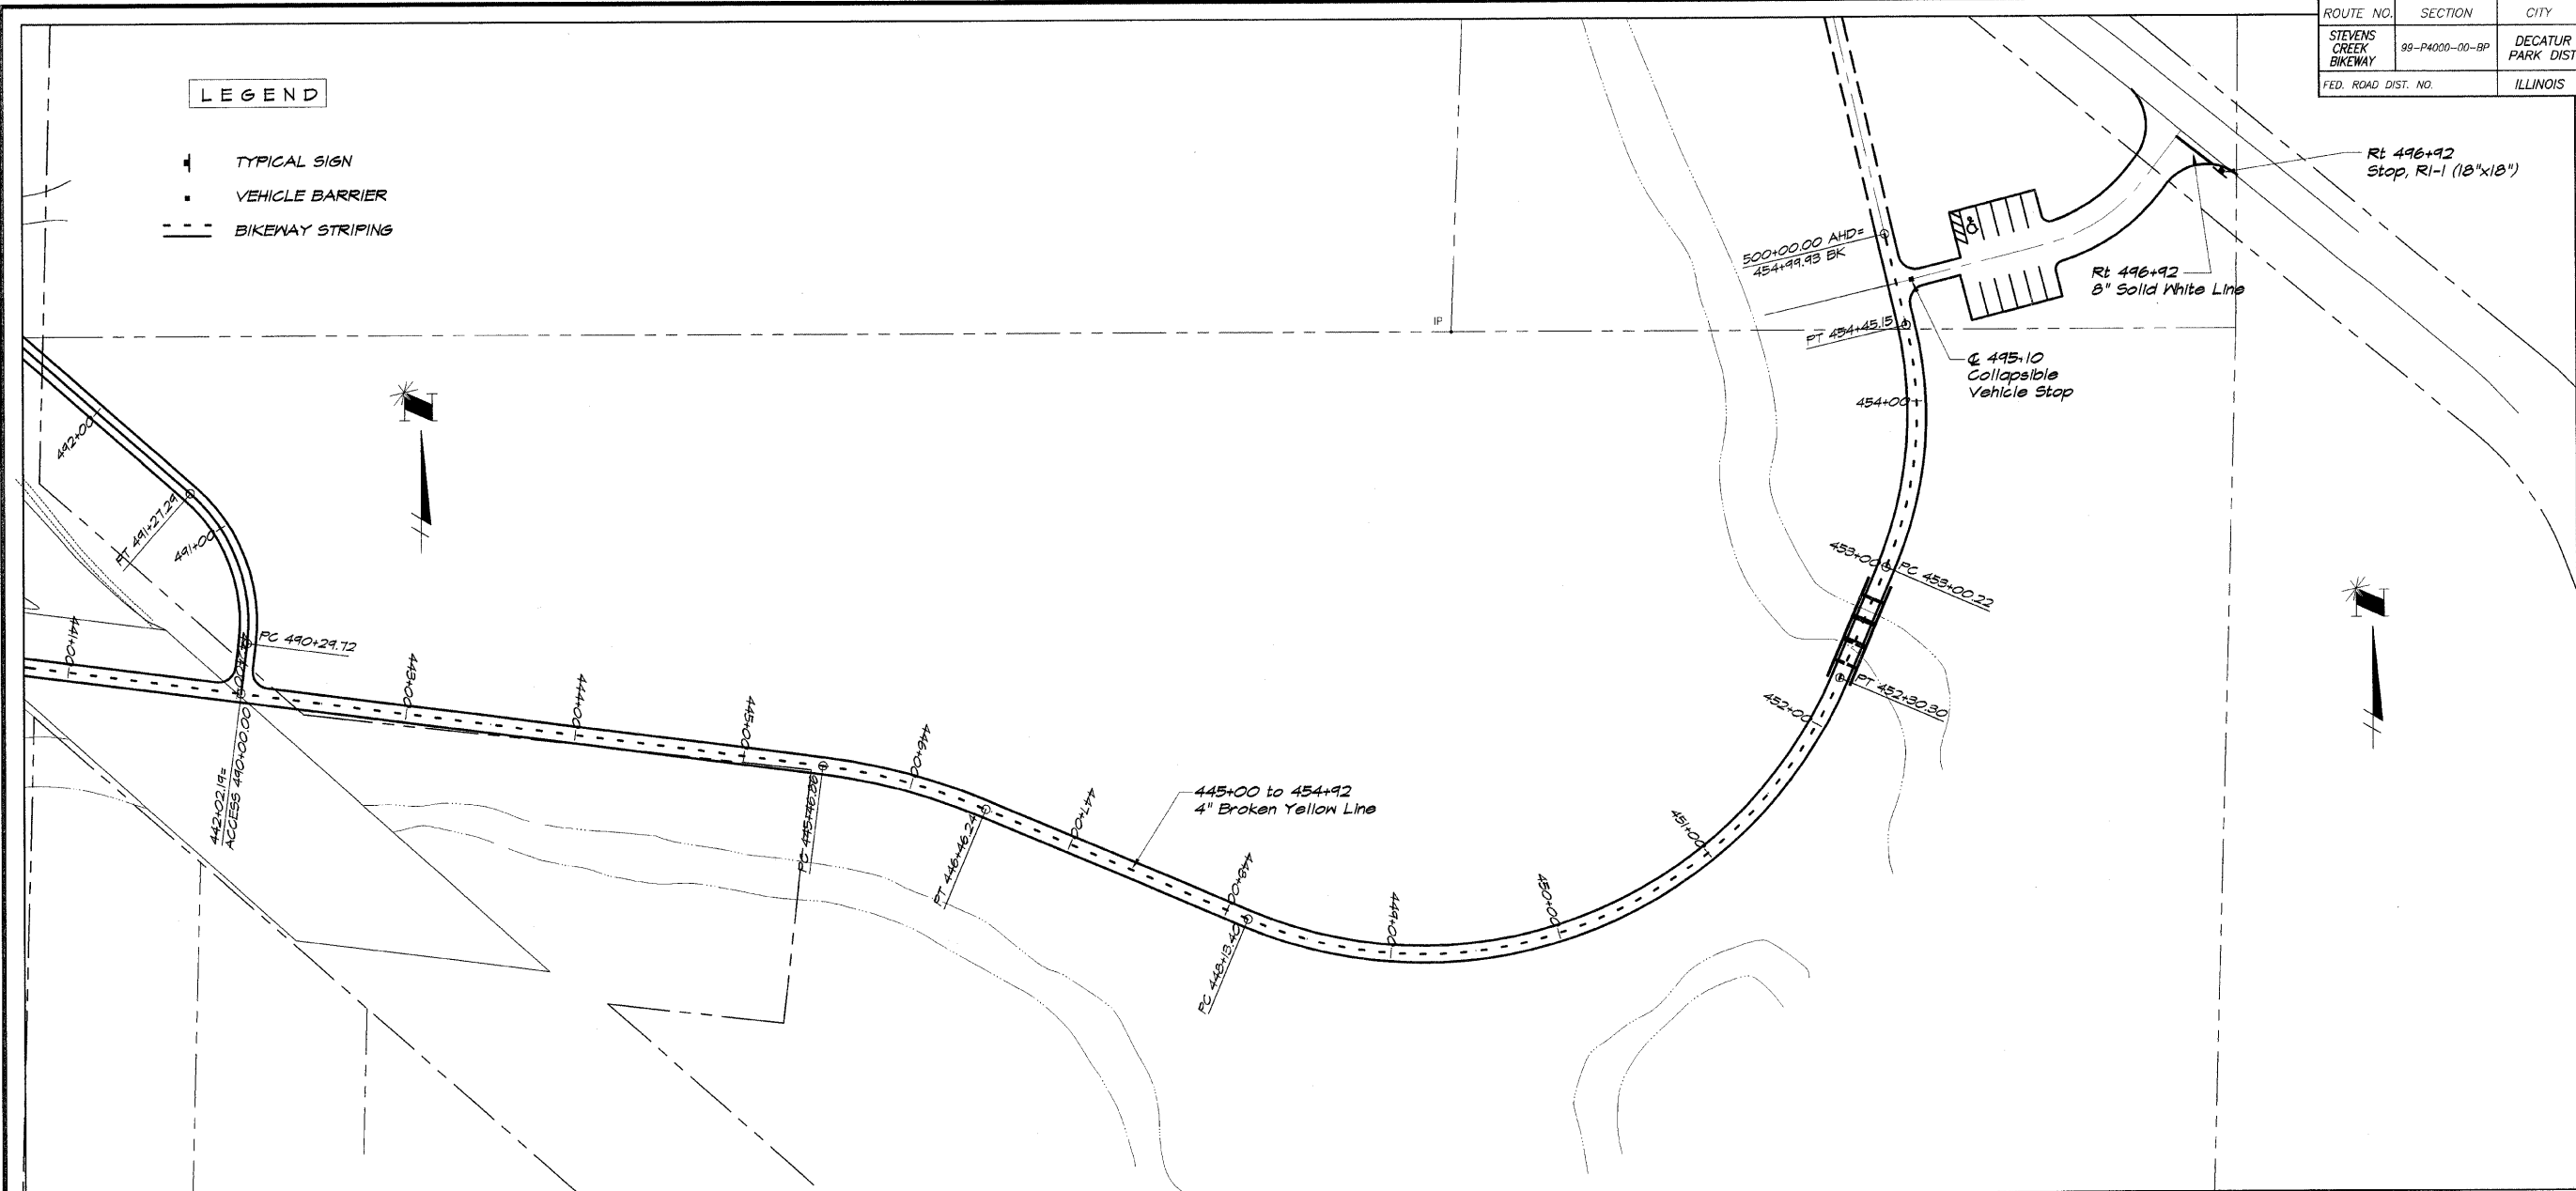 ROUTE NO. SECTION CITY
STEVENS CREEK BIKEWAY 99-P4000-00-BP DECATUR PARK DIST
FED. ROAD DIST. NO. ILLINOIS
LEGEND
TYPICAL SIGN
VEHICLE BARRIER
BIKEWAY STRIPING
Rt 496+92
Stop, R1-1 (18"x18")
500+00.00 AHD=
454+99.93 BK
Rt 496+92
8" Solid White Line
IP
PT 454+45.15
℄ 495+10
Collapsible
Vehicle Stop
454+00
492+00
N
PT 491+27.29
491+00
453+00
PC 453+00.22
N
441+00
PC 490+29.72
443+00
444+00
445+00
446+00
PT 452+30.30
452+00
442+02.19=
ACCESS 490+00.00
PC 445+46.86
445+00 to 454+92
4" Broken Yellow Line
PT 446+46.24
447+00
448+00
451+00
449+00
450+00
PC 448+13.40